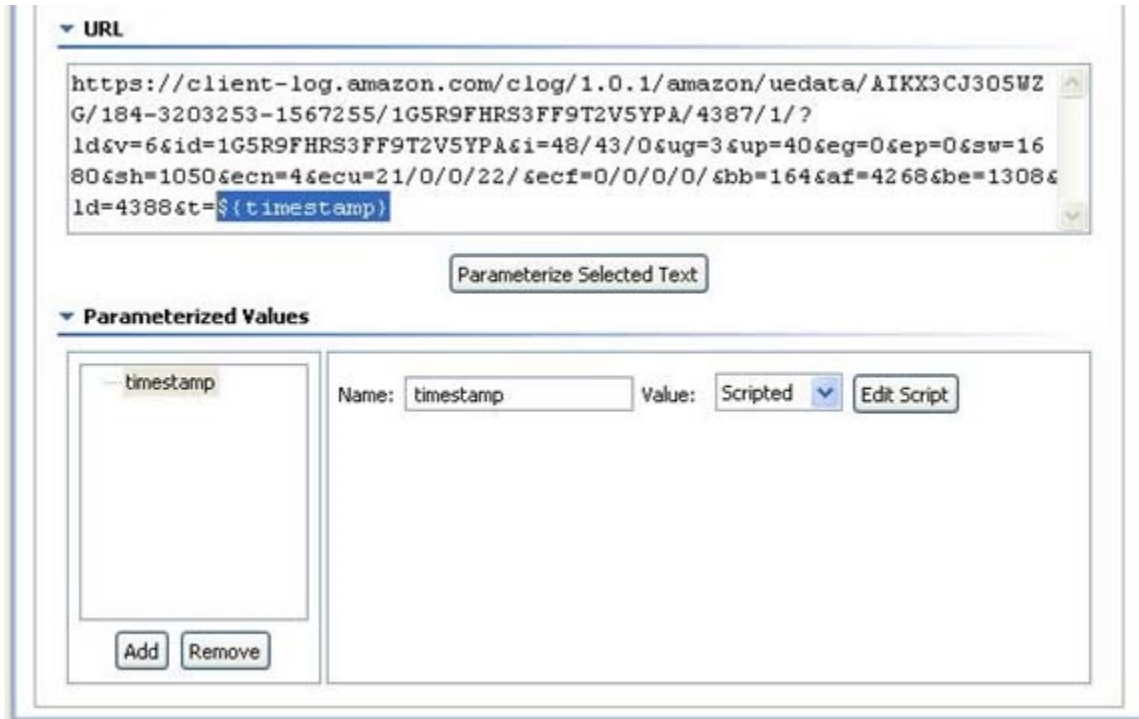 URL
https://client-log.amazon.com/clog/1.0.1/amazon/uedata/AIKX3CJ3O5WZ
G/184-3203253-1567255/1G5R9FHRS3FF9T2V5YPA/4387/1/?
ld&v=6&id=1G5R9FHRS3FF9T2V5YPA&i=48/43/0&ug=3&up=40&eg=0&ep=0&sw=16
80&sh=1050&ecn=4&ecu=21/0/0/22/&ecf=0/0/0/0/&bb=164&af=4268&be=1308&
ld=4388&t=${timestamp}
Parameterize Selected Text
Parameterized Values
timestamp
Name: timestamp Value: Scripted Edit Script
Add Remove